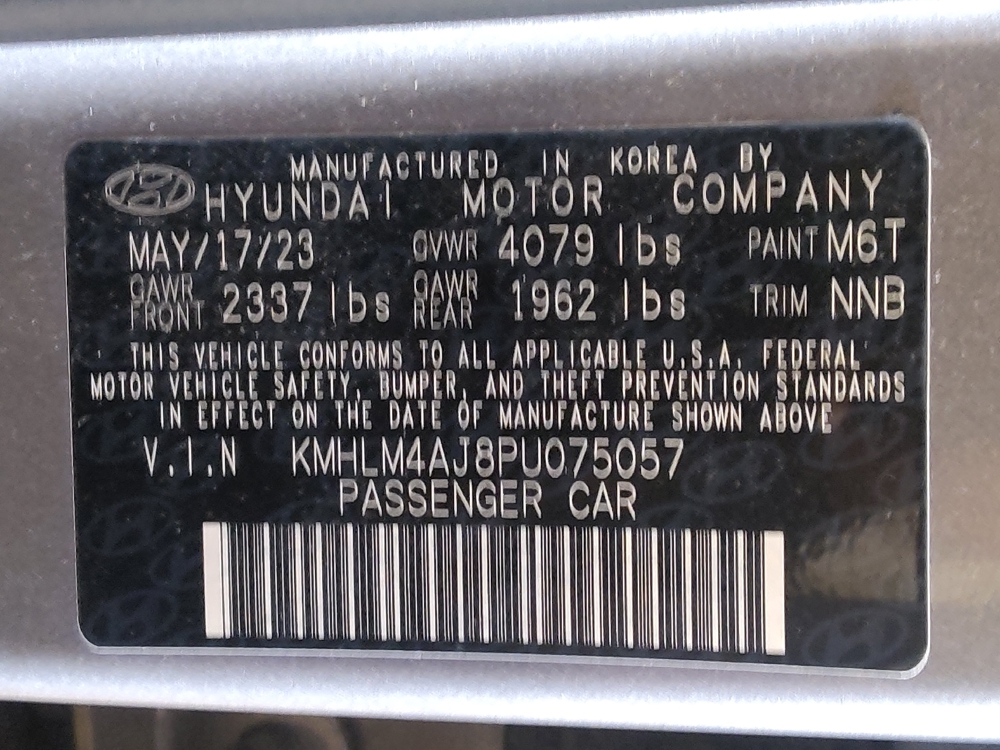 MANUFACTURED IN KOREA BY
HYUNDAI MOTOR COMPANY
MAY/17/23 GVWR 4079 lbs PAINT M6T
GAWR FRONT 2337 lbs GAWR REAR 1962 lbs TRIM NNB
THIS VEHICLE CONFORMS TO ALL APPLICABLE U.S.A. FEDERAL
MOTOR VEHICLE SAFETY, BUMPER, AND THEFT PREVENTION STANDARDS
IN EFFECT ON THE DATE OF MANUFACTURE SHOWN ABOVE
V.I.N KMHLM4AJ8PU075057
PASSENGER CAR